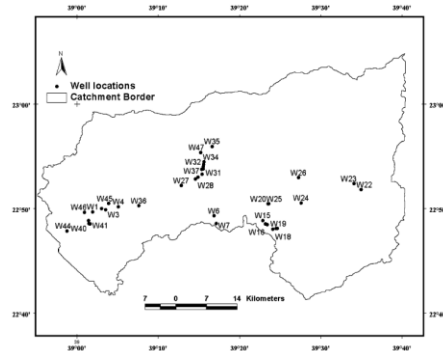 39°00' 39°10' 39°20' 39°30' 39°40'
N
Well locations
Catchment Border
23°00' 23°00'
W35
W47
W34
W32
W37
W31
W27
W28
W26
W23
W22
W45
W4
W36
W46 W1
W3
W20 W25
W24
22°50' 22°50'
W6
W7
W15
W19
W16
W18
W44 W40
W41
7 0 7 14 Kilometers
22°40' 22°40'
39°00' 39°10' 39°20' 39°30' 39°40'